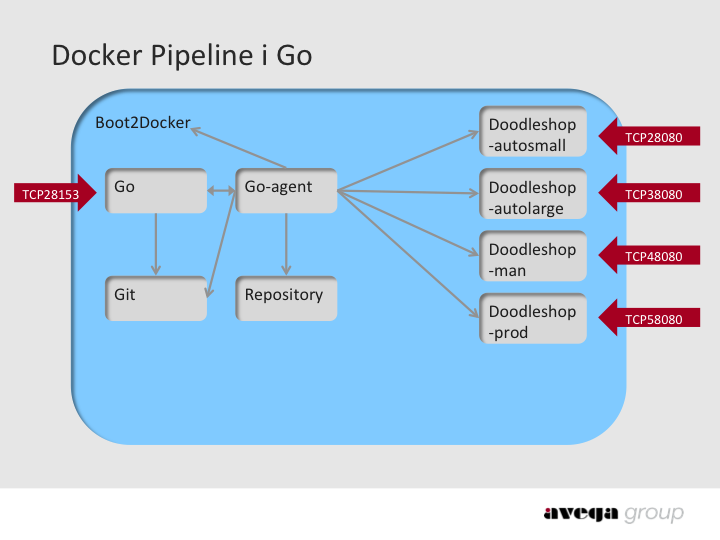 Docker Pipeline i Go
Boot2Docker
Doodleshop
-autosmall
TCP28080
TCP28153
Go
Go-agent
Doodleshop
-autolarge
TCP38080
Doodleshop
-man
TCP48080
Git
Repository
Doodleshop
-prod
TCP58080
avega group